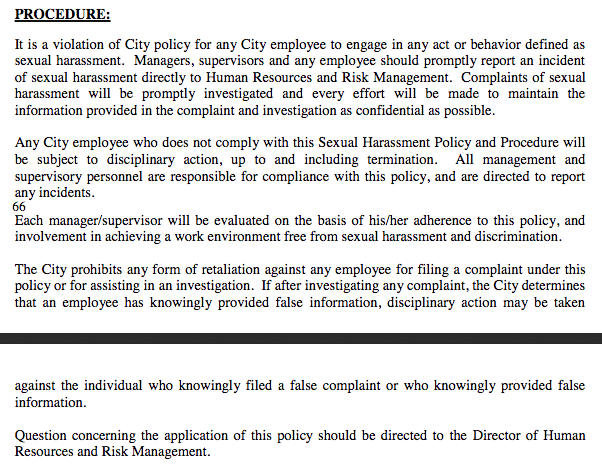 PROCEDURE:
It is a violation of City policy for any City employee to engage in any act or behavior defined as
sexual harassment. Managers, supervisors and any employee should promptly report an incident
of sexual harassment directly to Human Resources and Risk Management. Complaints of sexual
harassment will be promptly investigated and every effort will be made to maintain the
information provided in the complaint and investigation as confidential as possible.
Any City employee who does not comply with this Sexual Harassment Policy and Procedure will
be subject to disciplinary action, up to and including termination. All management and
supervisory personnel are responsible for compliance with this policy, and are directed to report
any incidents.
66
Each manager/supervisor will be evaluated on the basis of his/her adherence to this policy, and
involvement in achieving a work environment free from sexual harassment and discrimination.
The City prohibits any form of retaliation against any employee for filing a complaint under this
policy or for assisting in an investigation. If after investigating any complaint, the City determines
that an employee has knowingly provided false information, disciplinary action may be taken
against the individual who knowingly filed a false complaint or who knowingly provided false
information.
Question concerning the application of this policy should be directed to the Director of Human
Resources and Risk Management.